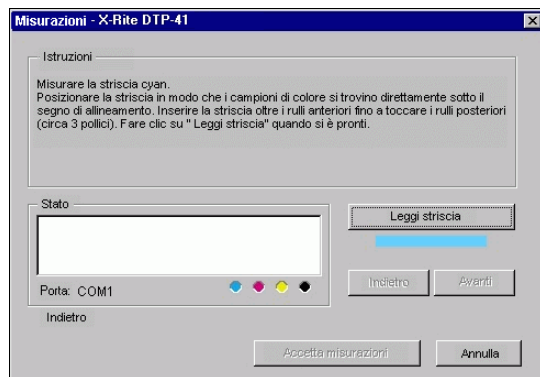 Misurazioni - X-Rite DTP-41
Istruzioni
Misurare la striscia cyan.
Posizionare la striscia in modo che i campioni di colore si trovino direttamente sotto il
segno di allineamento. Inserire la striscia oltre i rulli anteriori fino a toccare i rulli posteriori
(circa 3 pollici). Fare clic su " Leggi striscia" quando si è pronti.
Stato
Leggi striscia
Porta: COM1
Indietro
Avanti
Indietro
Accetta misurazioni
Annulla